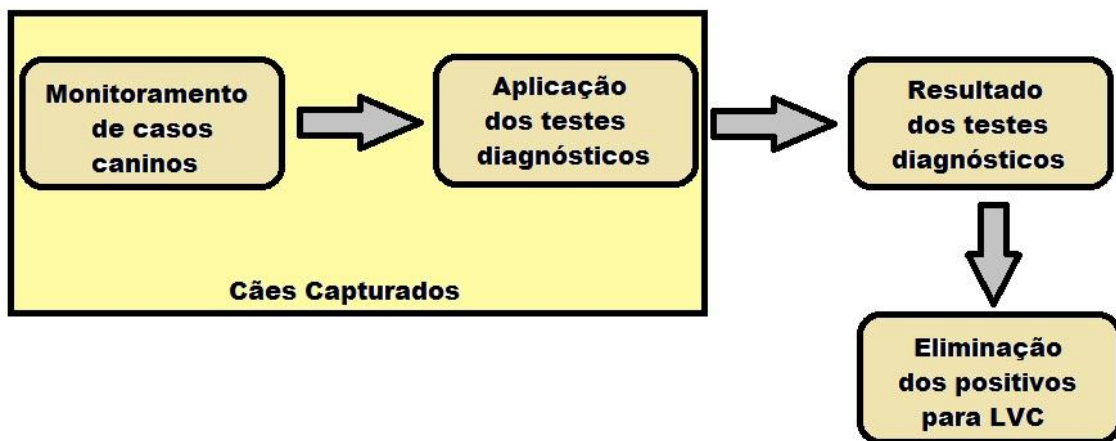 Monitoramento
de casos
caninos
Aplicação
dos testes
diagnósticos
Resultado
dos testes
diagnósticos
Cães Capturados
Eliminação
dos positivos
para LVC